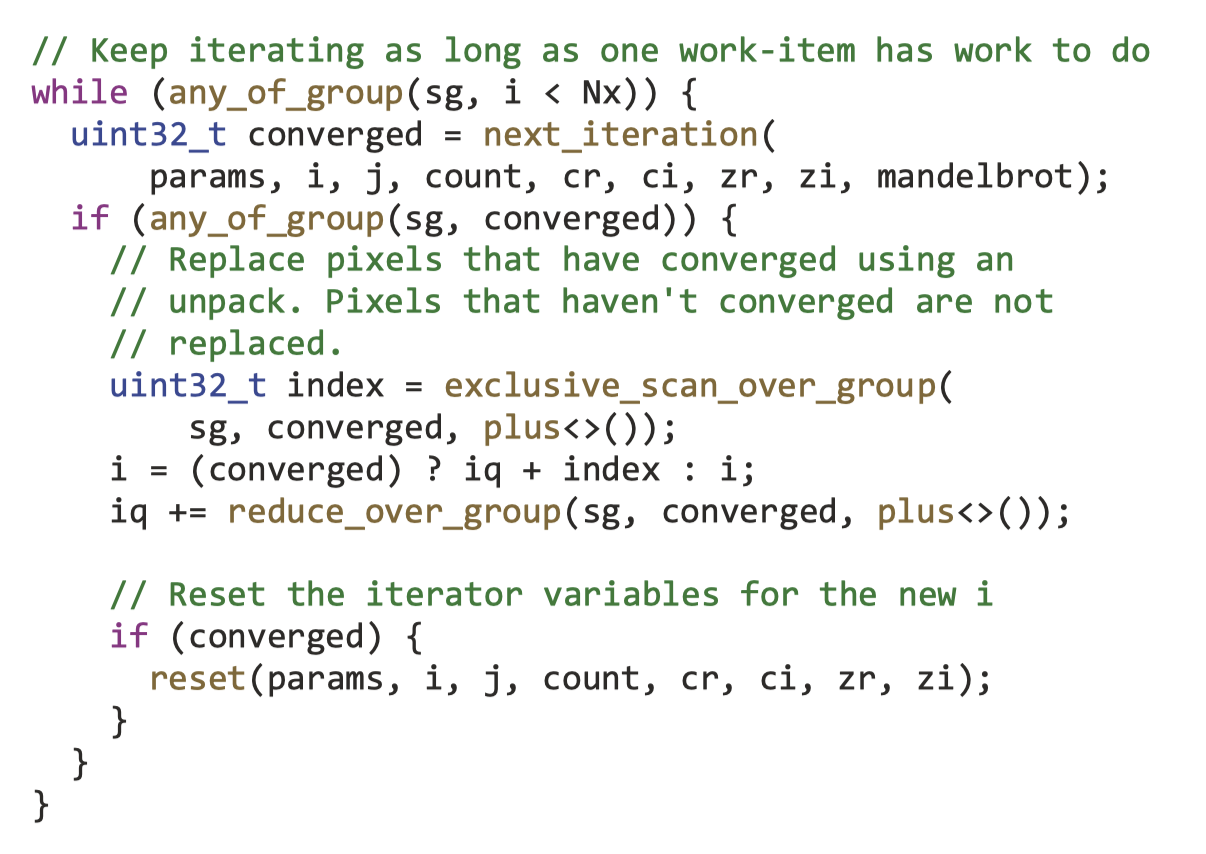 // Keep iterating as long as one work-item has work to do
while (any_of_group(sg, i < Nx)) {
  uint32_t converged = next_iteration(
      params, i, j, count, cr, ci, zr, zi, mandelbrot);
  if (any_of_group(sg, converged)) {
    // Replace pixels that have converged using an
    // unpack. Pixels that haven't converged are not
    // replaced.
    uint32_t index = exclusive_scan_over_group(
        sg, converged, plus<>());
    i = (converged) ? iq + index : i;
    iq += reduce_over_group(sg, converged, plus<>());

    // Reset the iterator variables for the new i
    if (converged) {
      reset(params, i, j, count, cr, ci, zr, zi);
    }
  }
}